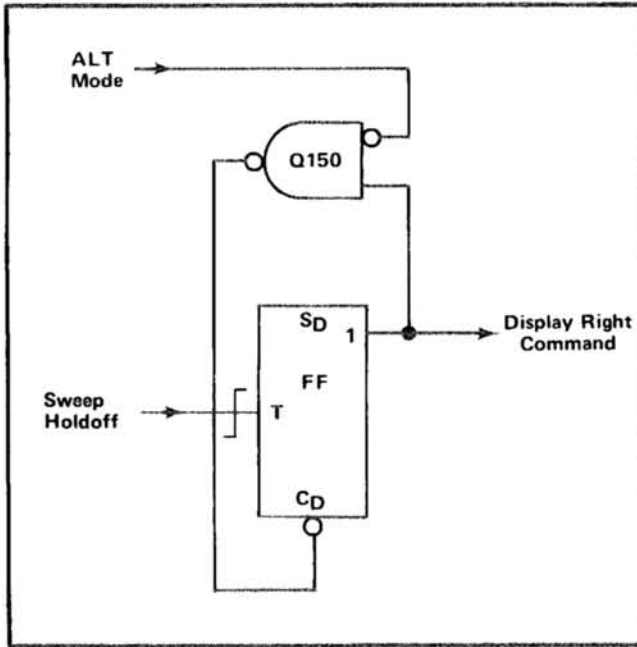 ALT
Mode
Q150
SD
1
Display Right
Command
FF
Sweep
Holdoff
T
CD